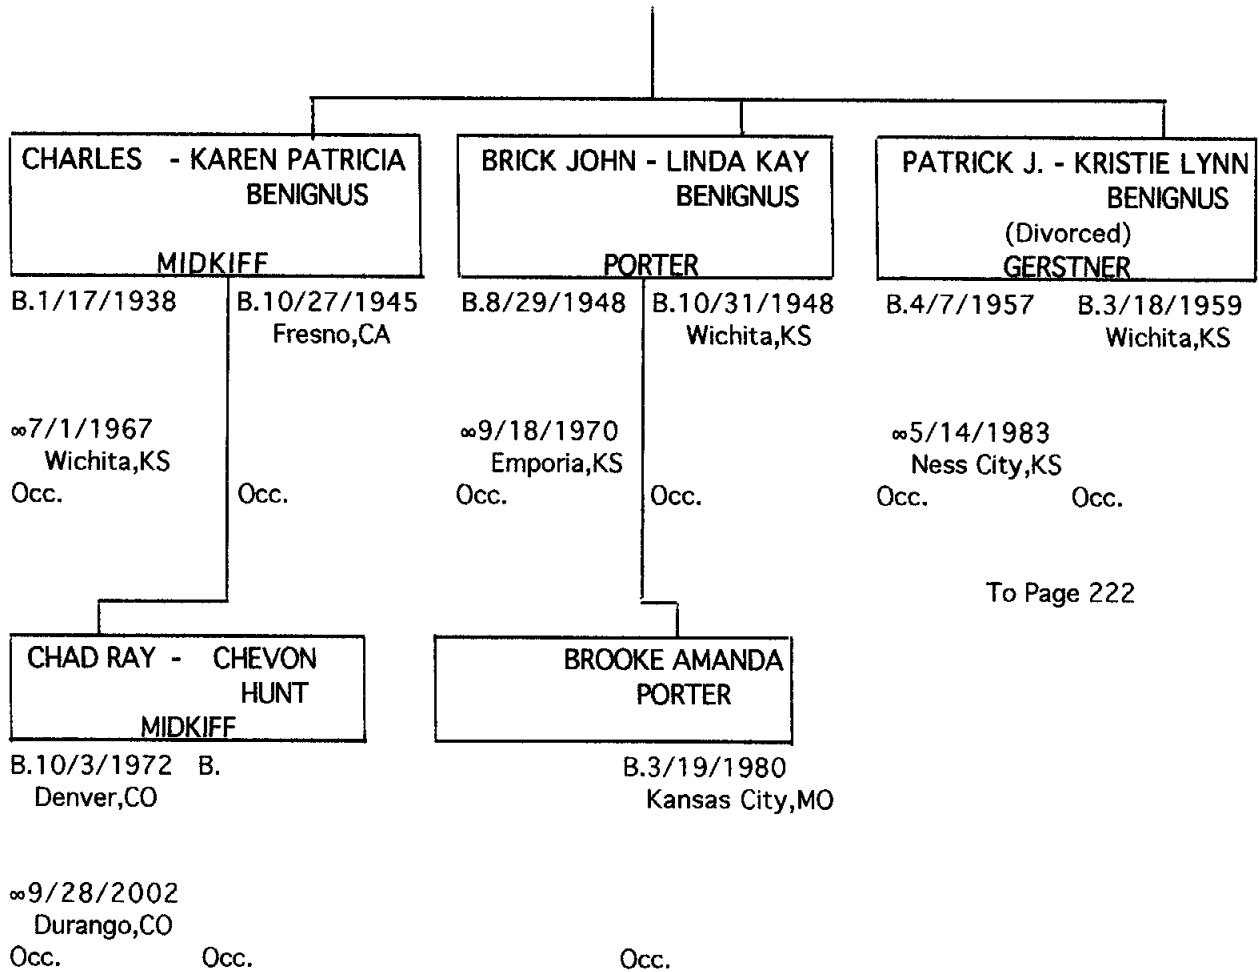 CHARLES - KAREN PATRICIA
BENIGNUS
MIDKIFF
B.1/17/1938 B.10/27/1945
Fresno,CA
∞7/1/1967
Wichita,KS
Occ. Occ.
BRICK JOHN - LINDA KAY
BENIGNUS
PORTER
B.8/29/1948 B.10/31/1948
Wichita,KS
∞9/18/1970
Emporia,KS
Occ. Occ.
PATRICK J. - KRISTIE LYNN
BENIGNUS
(Divorced)
GERSTNER
B.4/7/1957 B.3/18/1959
Wichita,KS
∞5/14/1983
Ness City,KS
Occ. Occ.
To Page 222
CHAD RAY - CHEVON
HUNT
MIDKIFF
B.10/3/1972 B.
Denver,CO
∞9/28/2002
Durango,CO
Occ. Occ.
BROOKE AMANDA
PORTER
B.3/19/1980
Kansas City,MO
Occ.